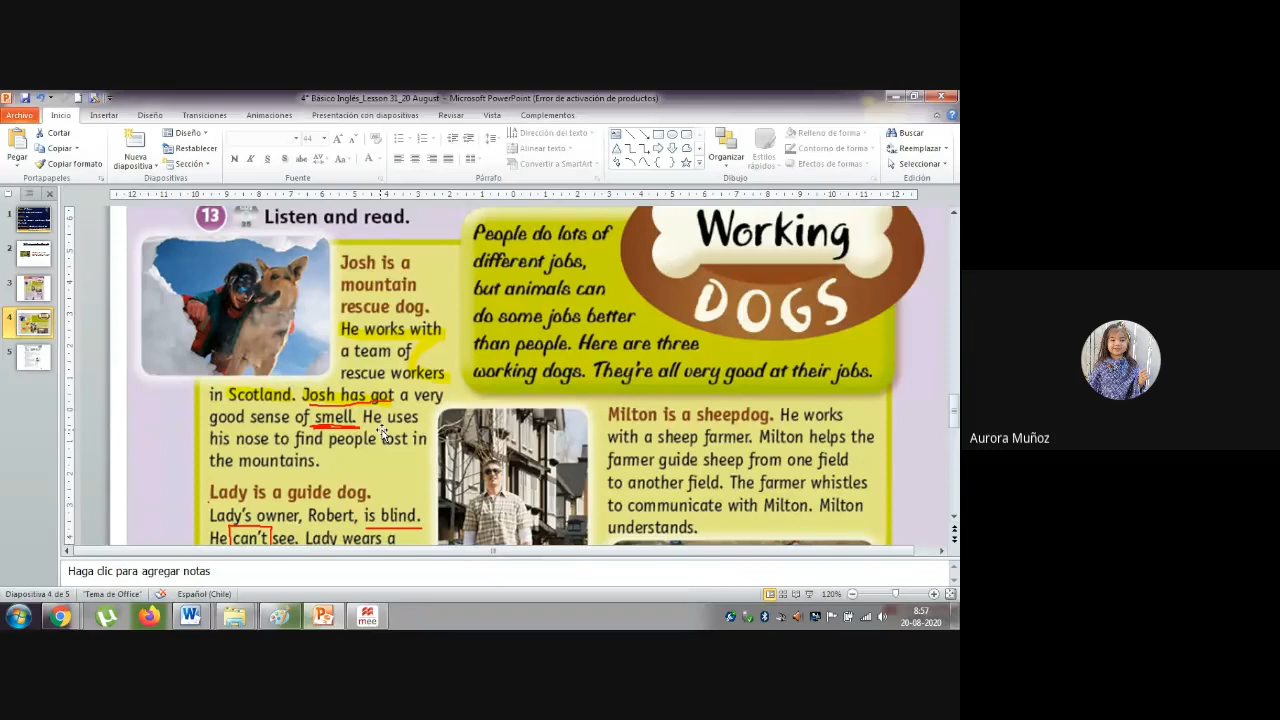 4° Básico Inglés_Lesson 31_20 August - Microsoft PowerPoint (Error de activación de productos)
Archivo Inicio Insertar Diseño Transiciones Animaciones Presentación con diapositivas Revisar Vista Complementos
Pegar
Cortar
Copiar
Copiar formato
Portapapeles
Nueva diapositiva
Diseño
Restablecer
Sección
Diapositivas
44
Fuente
Dirección del texto
Alinear texto
Convertir a SmartArt
Párrafo
Organizar
Estilos rápidos
Relleno de forma
Contorno de forma
Efectos de formas
Dibujo
Buscar
Reemplazar
Seleccionar
Edición
1
2
3
4
5
13 35 Listen and read.
Josh is a
mountain
rescue dog.
He works with
a team of
rescue workers
in Scotland. Josh has got a very
good sense of smell. He uses
his nose to find people lost in
the mountains.
Lady is a guide dog.
Lady's owner, Robert, is blind.
He can't see. Lady wears a
People do lots of
different jobs,
but animals can
do some jobs better
than people. Here are three
working dogs. They're all very good at their jobs.
Working
DOGS
Milton is a sheepdog. He works
with a sheep farmer. Milton helps the
farmer guide sheep from one field
to another field. The farmer whistles
to communicate with Milton. Milton
understands.
Haga clic para agregar notas
Diapositiva 4 de 5 "Tema de Office" Español (Chile) 120%
mee
8:57
20-08-2020
Aurora Muñoz